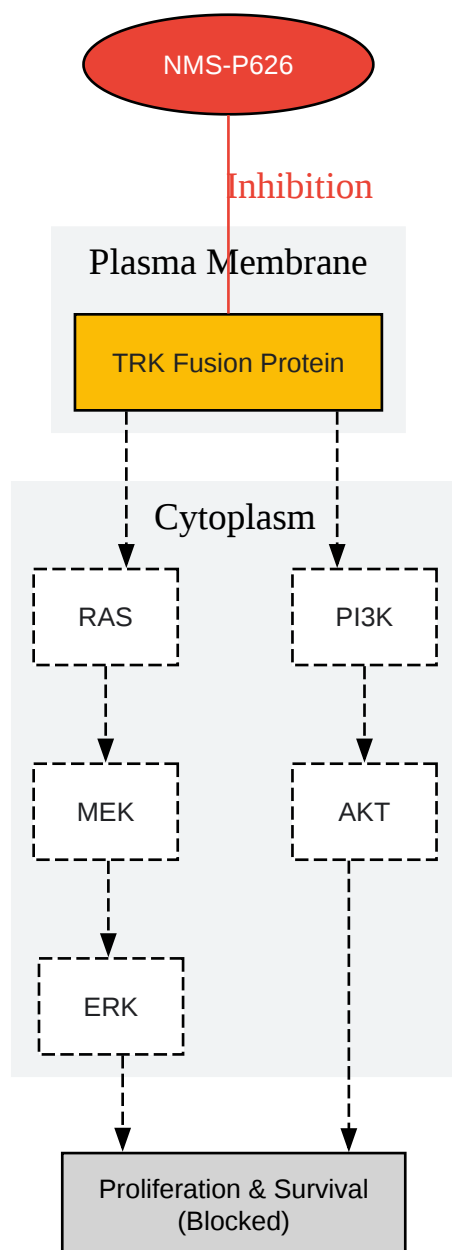 NMS-P626
Inhibition
Plasma Membrane
TRK Fusion Protein
Cytoplasm
RAS
PI3K
MEK
AKT
ERK
Proliferation & Survival
(Blocked)